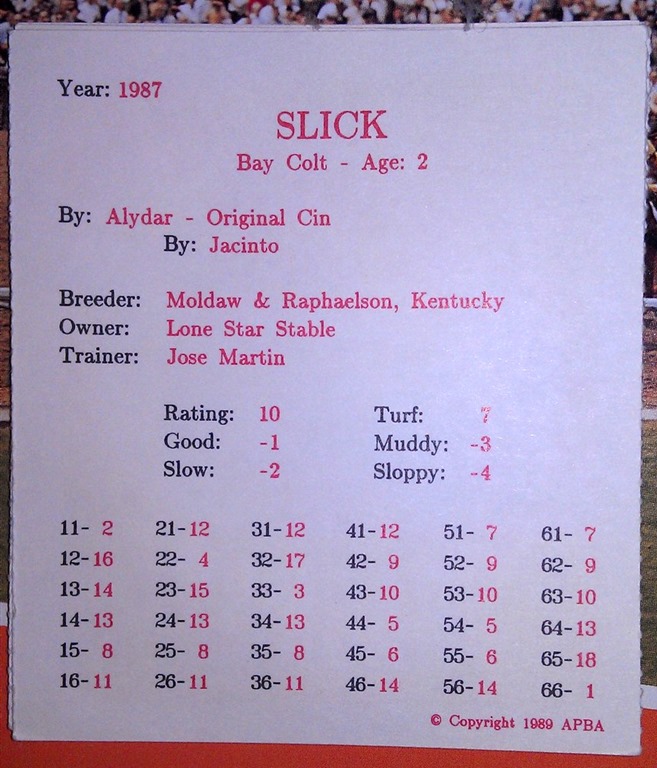 Year: 1987
SLICK
Bay Colt - Age: 2
By: Alydar - Original Cin
By: Jacinto
Breeder: Moldaw & Raphaelson, Kentucky
Owner: Lone Star Stable
Trainer: Jose Martin
Rating: 10 Turf: 7
Good: -1 Muddy: -3
Slow: -2 Sloppy: -4
11- 2 21-12 31-12 41-12 51- 7 61- 7
12-16 22- 4 32-17 42- 9 52- 9 62- 9
13-14 23-15 33- 3 43-10 53-10 63-10
14-13 24-13 34-13 44- 5 54- 5 64-13
15- 8 25- 8 35- 8 45- 6 55- 6 65-18
16-11 26-11 36-11 46-14 56-14 66- 1
© Copyright 1989 APBA